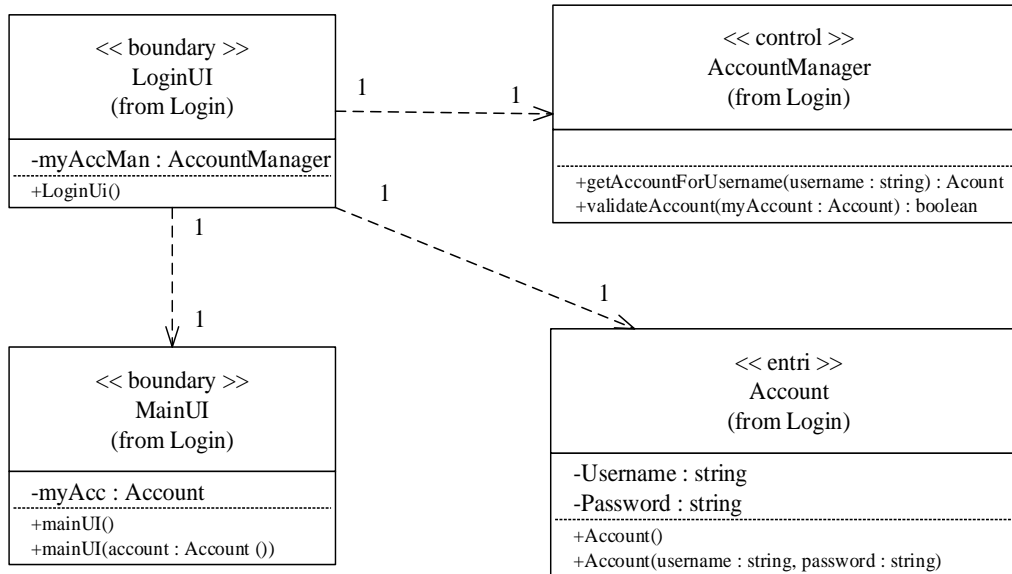 << boundary >>
LoginUI
(from Login)
-myAccMan : AccountManager
+LoginUi()
1
1
<< control >>
AccountManager
(from Login)
+getAccountForUsername(username : string) : Acount
+validateAccount(myAccount : Account) : boolean
1
1
1
1
<< boundary >>
MainUI
(from Login)
-myAcc : Account
+mainUI()
+mainUI(account : Account ())
<< entri >>
Account
(from Login)
-Username : string
-Password : string
+Account()
+Account(username : string, password : string)